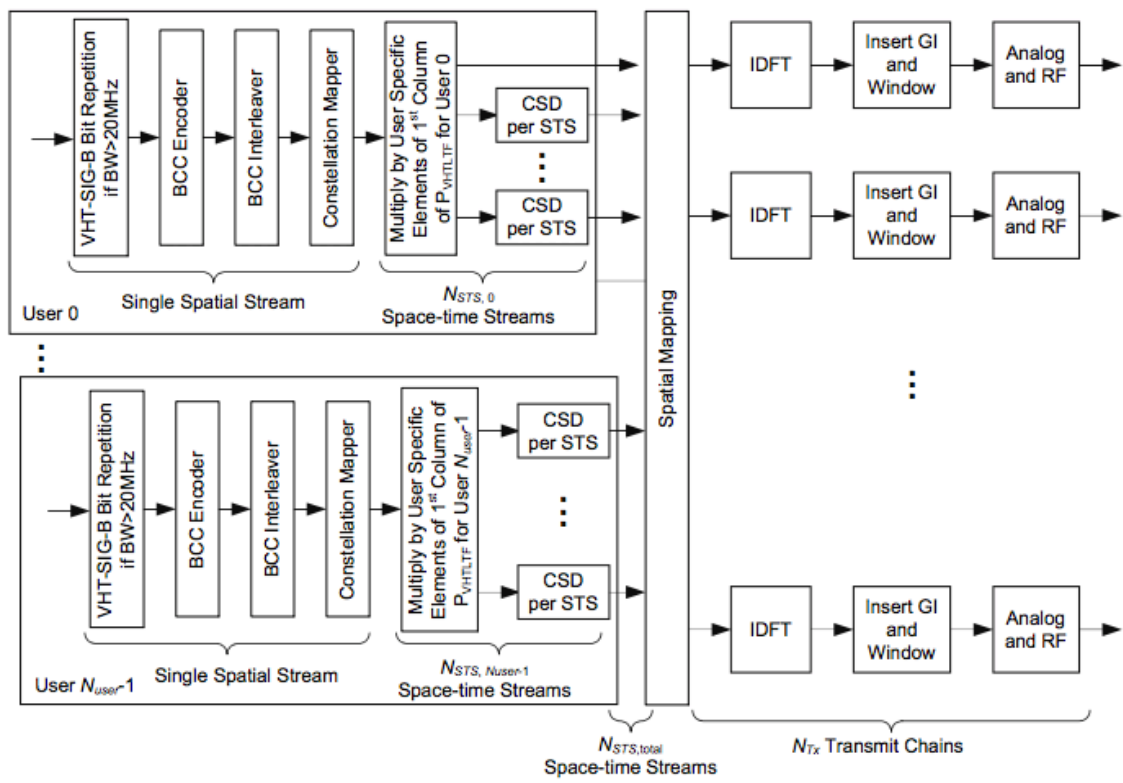 VHT-SIG-B Bit Repetition
if BW>20MHz
BCC Encoder
BCC Interleaver
Constellation Mapper
Multiply by User Specific
Elements of 1st Column
of PVHTLTF for User 0
CSD
per STS
CSD
per STS
Single Spatial Stream
NSTS, 0
Space-time Streams
User 0
VHT-SIG-B Bit Repetition
if BW>20MHz
BCC Encoder
BCC Interleaver
Constellation Mapper
Multiply by User Specific
Elements of 1st Column of
PVHTLTF for User Nuser-1
CSD
per STS
CSD
per STS
Single Spatial Stream
NSTS, Nuser-1
Space-time Streams
User Nuser-1
NSTS,total
Space-time Streams
Spatial Mapping
IDFT
Insert GI
and
Window
Analog
and RF
IDFT
Insert GI
and
Window
Analog
and RF
IDFT
Insert GI
and
Window
Analog
and RF
NTx Transmit Chains